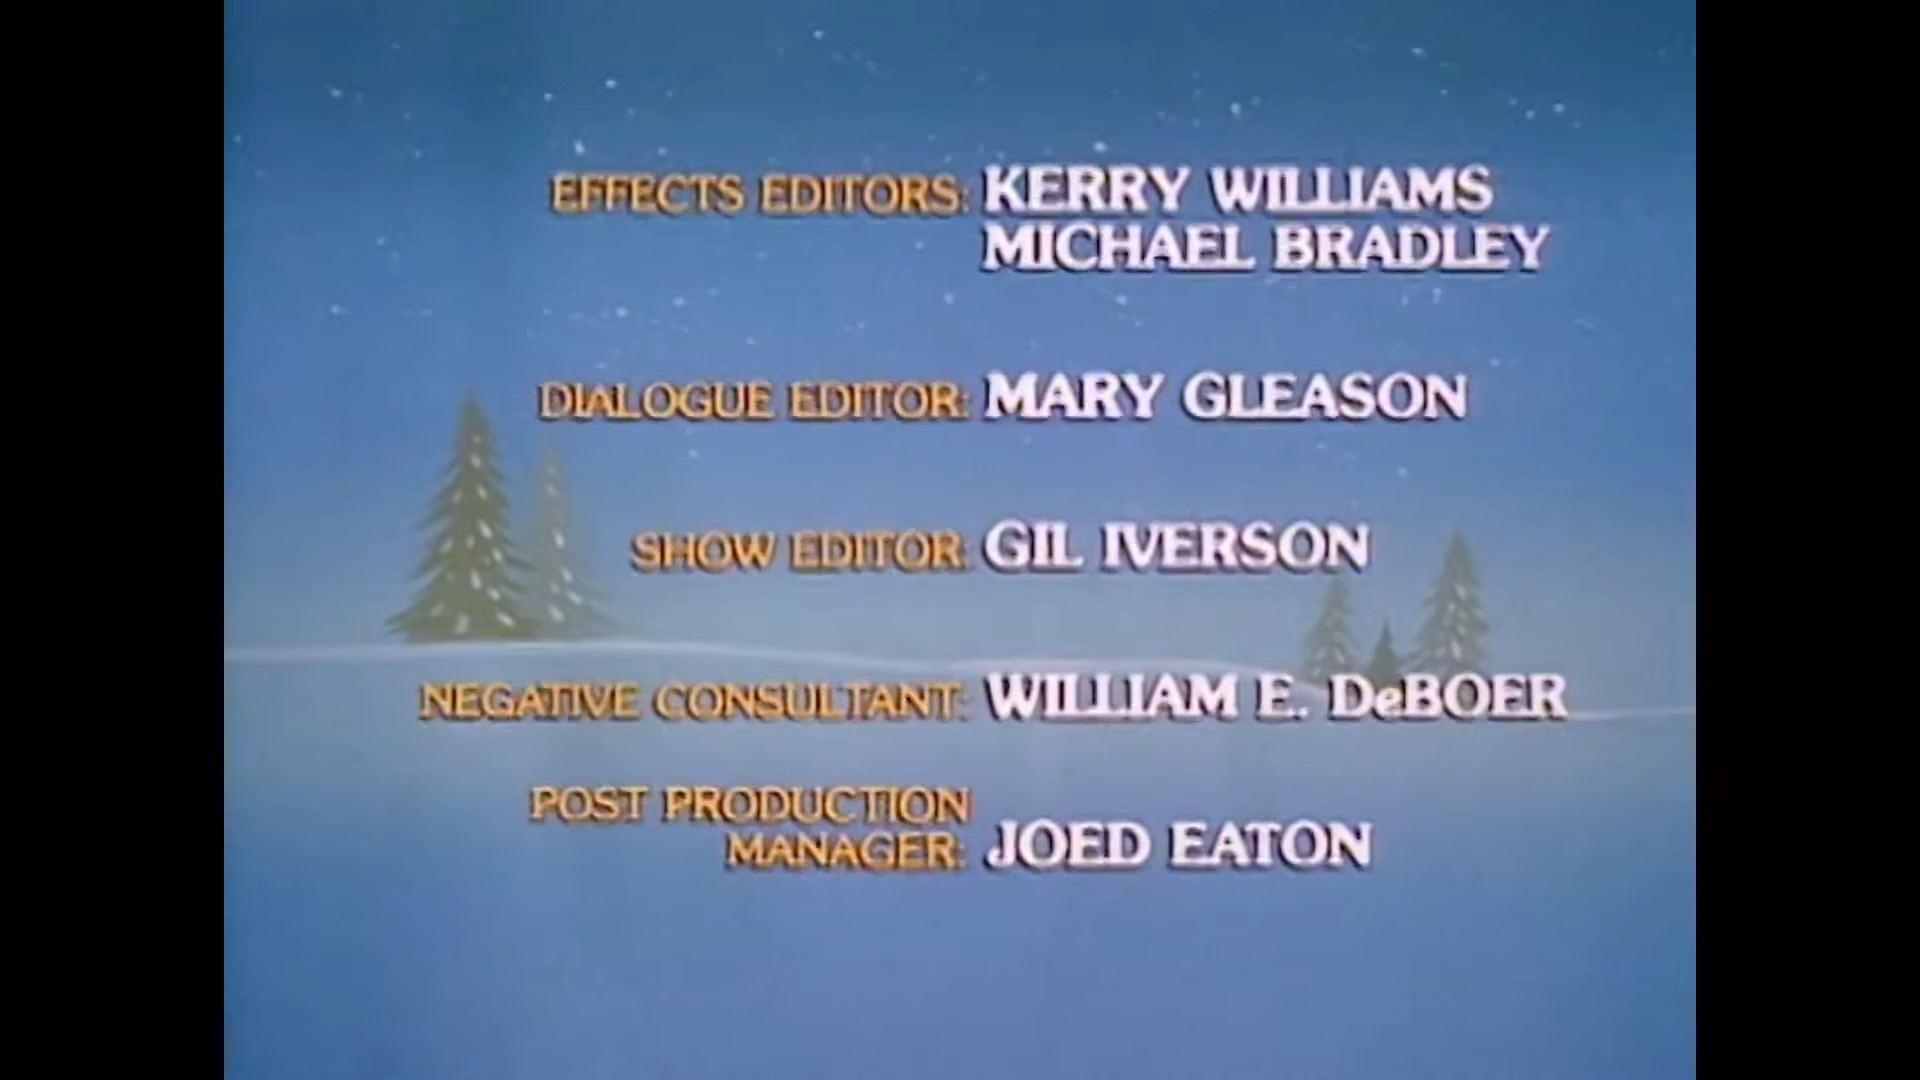 EFFECTS EDITORS: KERRY WILLIAMS
MICHAEL BRADLEY
DIALOGUE EDITOR: MARY GLEASON
SHOW EDITOR: GIL IVERSON
NEGATIVE CONSULTANT: WILLIAM E. DeBOER
POST PRODUCTION
MANAGER: JOED EATON